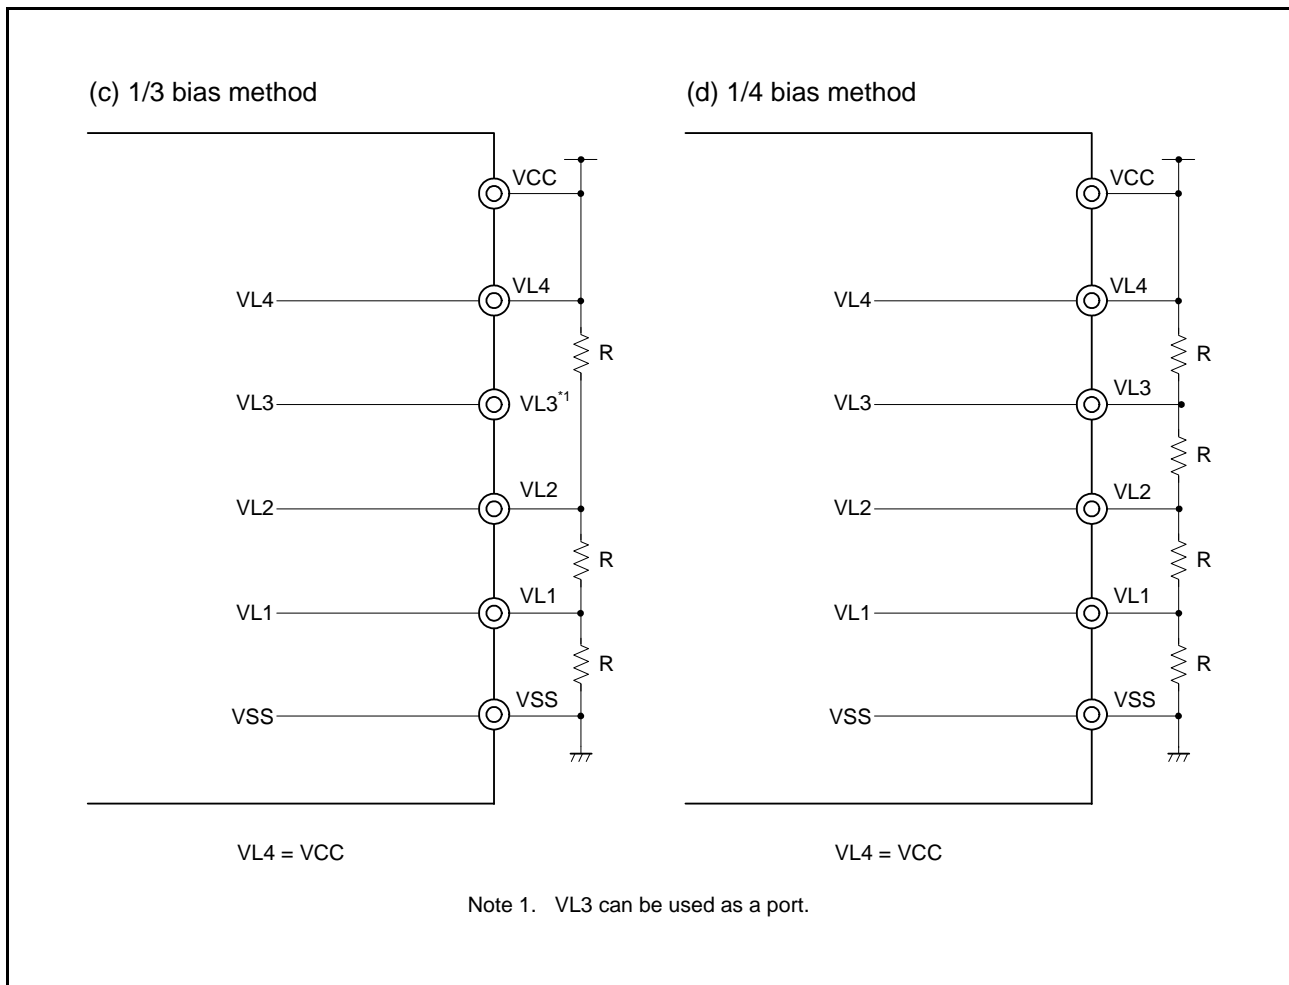 (c) 1/3 bias method
VCC
VL4
VL4
R
VL3
VL3*1
VL2
VL2
R
VL1
VL1
R
VSS
VSS
VL4 = VCC
(d) 1/4 bias method
VCC
VL4
VL4
R
VL3
VL3
R
VL2
VL2
R
VL1
VL1
R
VSS
VSS
VL4 = VCC
Note 1. VL3 can be used as a port.